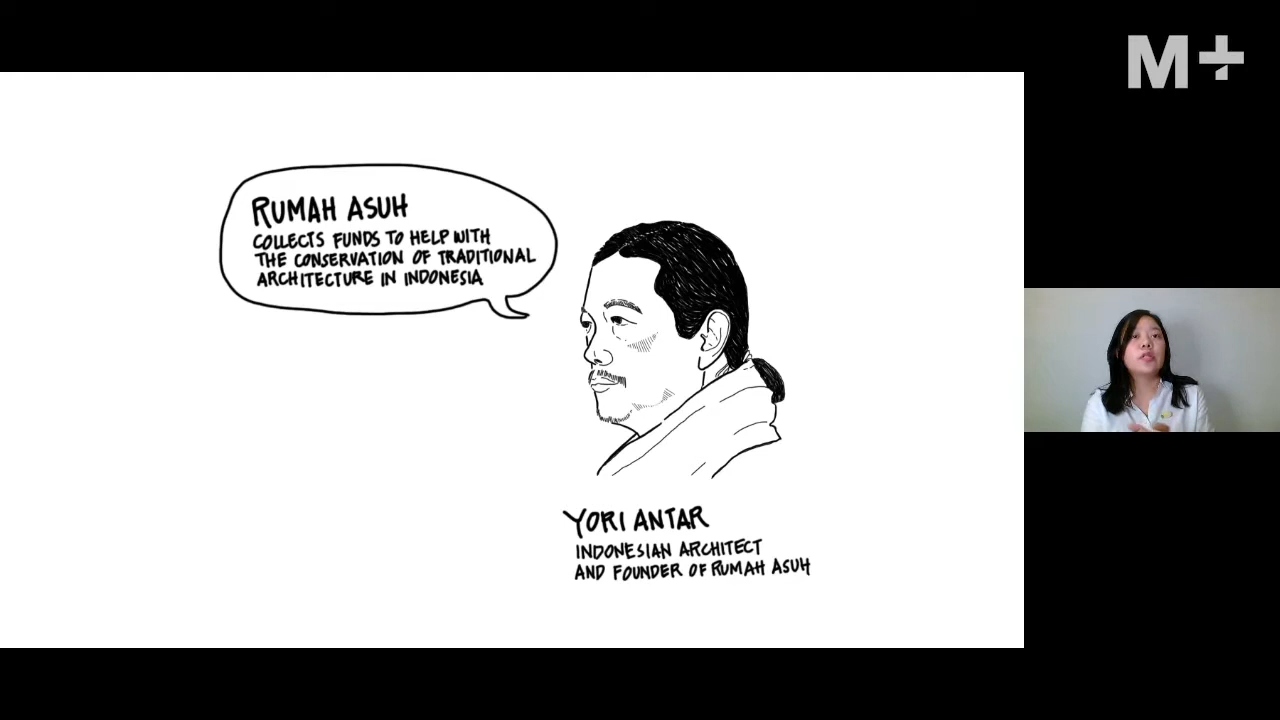 M+
RUMAH ASUH
COLLECTS FUNDS TO HELP WITH
THE CONSERVATION OF TRADITIONAL
ARCHITECTURE IN INDONESIA
YORI ANTAR
INDONESIAN ARCHITECT
AND FOUNDER OF RUMAH ASUH